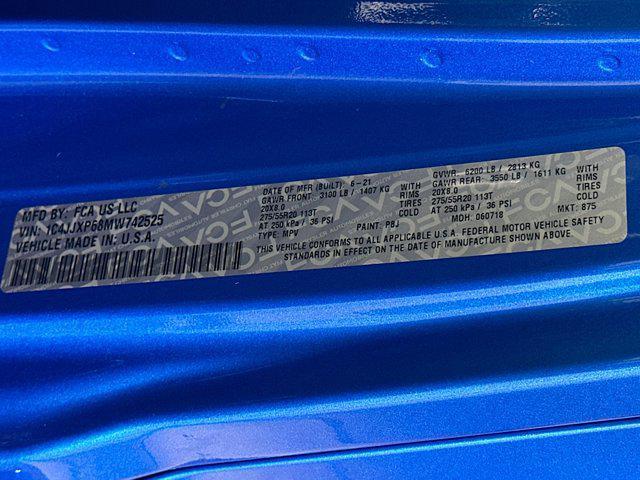 MFD BY: FCA US LLC
VIN: 1C4JJXP68MW742525
VEHICLE MADE IN: U.S.A.
DATE OF MFR (BUILT): 6-21
GAWR FRONT: 3100 LB / 1407 KG WITH
20X8.0 RIMS
275/55R20 113T TIRES
AT 250 kPa / 36 PSI
TYPE: MPV PAINT: PBJ
GVWR: 6200 LB / 2813 KG
GAWR REAR: 3550 LB / 1611 KG WITH
20X8.0 RIMS
275/55R20 113T TIRES
AT 250 kPa / 36 PSI
MDH: 060718 MKT: 875
THIS VEHICLE CONFORMS TO ALL APPLICABLE U.S.A. FEDERAL MOTOR VEHICLE SAFETY
STANDARDS IN EFFECT ON THE DATE OF MANUFACTURE SHOWN ABOVE.